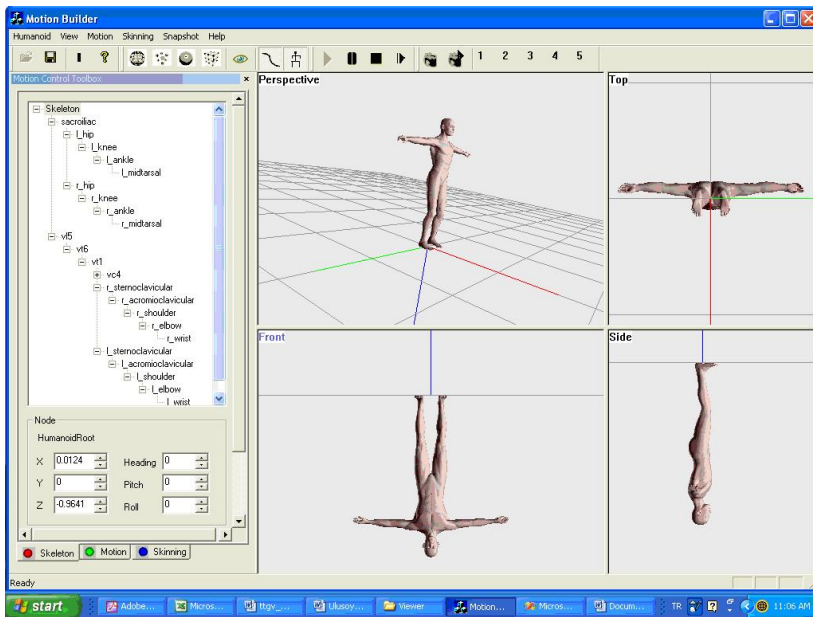 Motion Builder
Humanoid View Motion Skinning Snapshot Help
1 2 3 4 5
Motion Control Toolbox
Skeleton
sacroiliac
l_hip
l_knee
l_ankle
l_midtarsal
r_hip
r_knee
r_ankle
r_midtarsal
vl5
vt6
vt1
vc4
r_sternoclavicular
r_acromioclavicular
r_shoulder
r_elbow
r_wrist
l_sternoclavicular
l_acromioclavicular
l_shoulder
l_elbow
l_wrist
Node
HumanoidRoot
X 0.0124 Heading 0
Y 0 Pitch 0
Z -0.9641 Roll 0
Skeleton Motion Skinning
Perspective
Top
Front
Side
Ready
start Adobe... Micros... ttgv_... Ulusoy... Viewer Motion... Micros... Docum... TR 11:06 AM